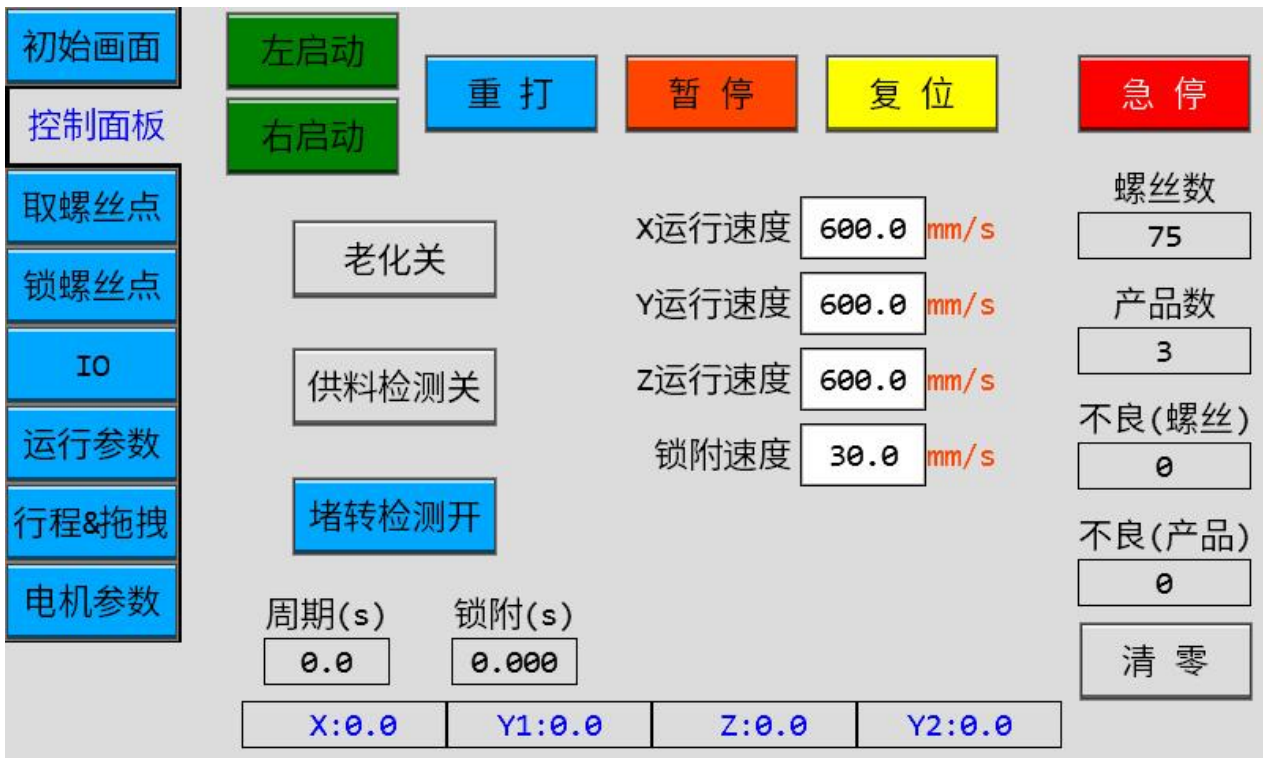 初始画面
控制面板
取螺丝点
锁螺丝点
IO
运行参数
行程&拖拽
电机参数
左启动
右启动
重 打
暂 停
复 位
急 停
老化关
供料检测关
堵转检测开
X运行速度 600.0 mm/s
Y运行速度 600.0 mm/s
Z运行速度 600.0 mm/s
锁附速度 30.0 mm/s
螺丝数
75
产品数
3
不良(螺丝)
0
不良(产品)
0
清 零
周期(s)
0.0
锁附(s)
0.000
X:0.0 Y1:0.0 Z:0.0 Y2:0.0